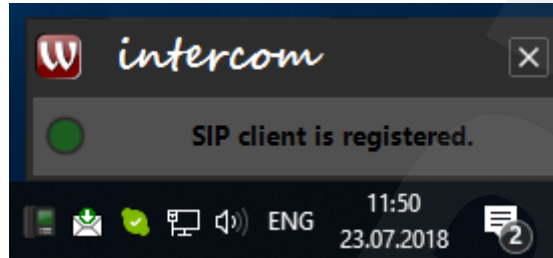 W intercom
SIP client is registered.
ENG
11:50
23.07.2018
2